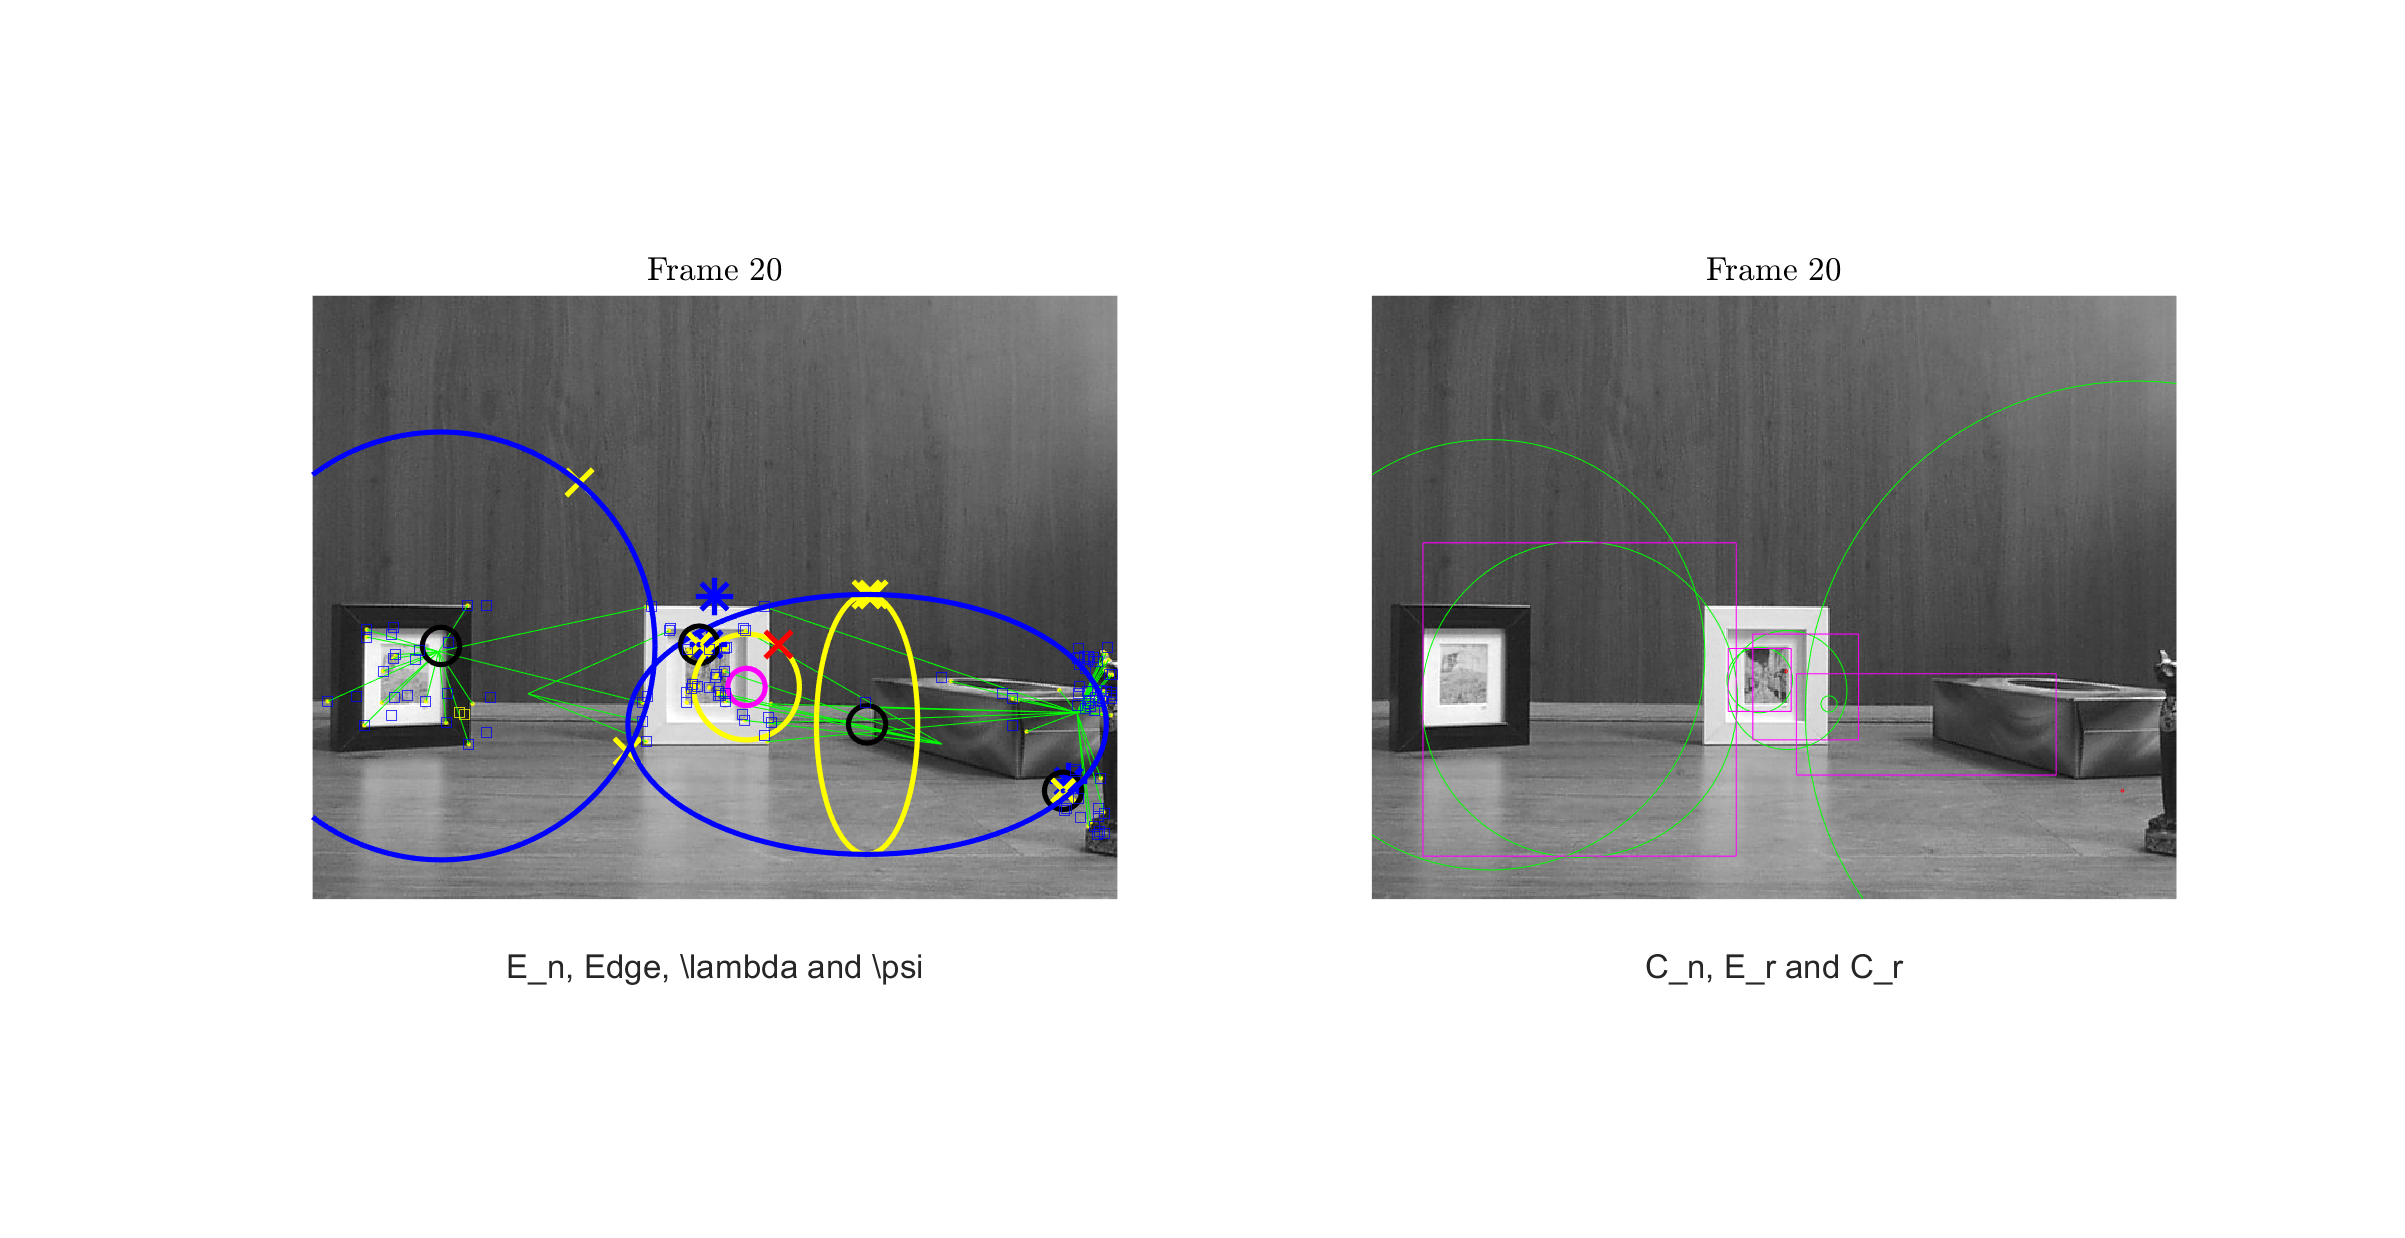 Frame 20
Frame 20
E_n, Edge, \lambda and \psi
C_n, E_r and C_r